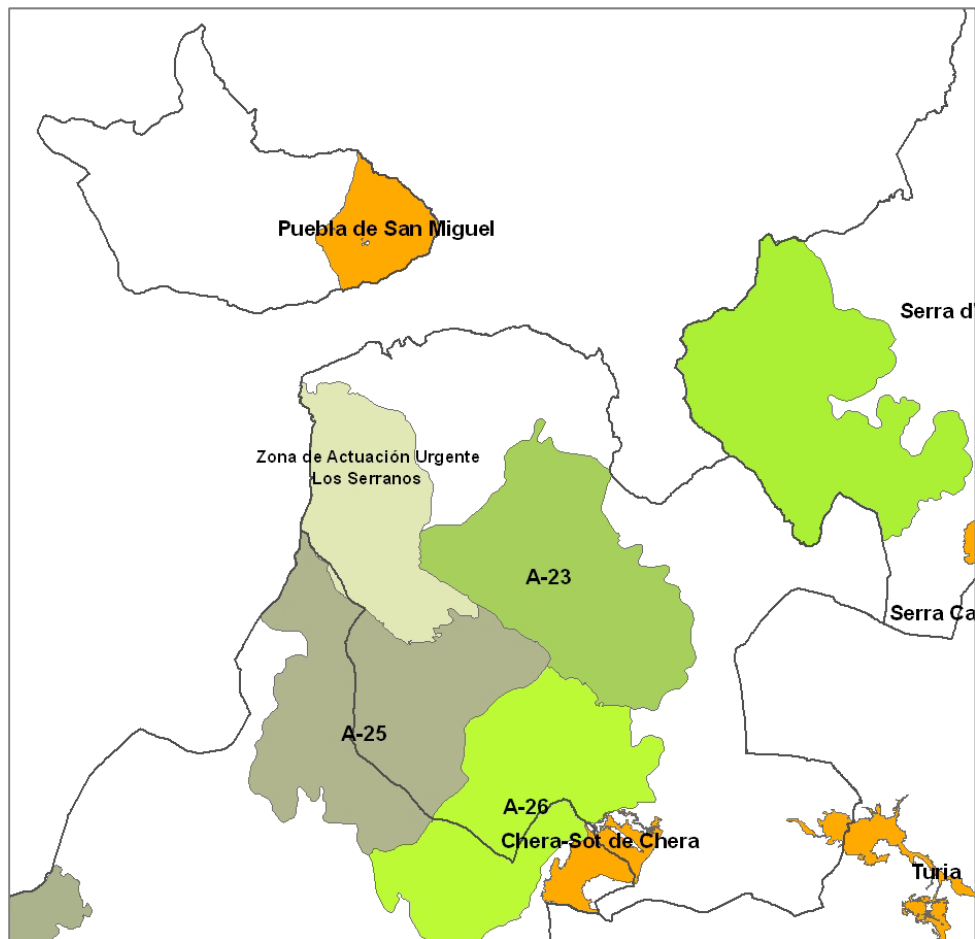 Puebla de San Miguel
Serra d'
Zona de Actuación Urgente
Los Serranos
A-23
Serra Ca
A-25
A-26
Chera-Sot de Chera
Turia